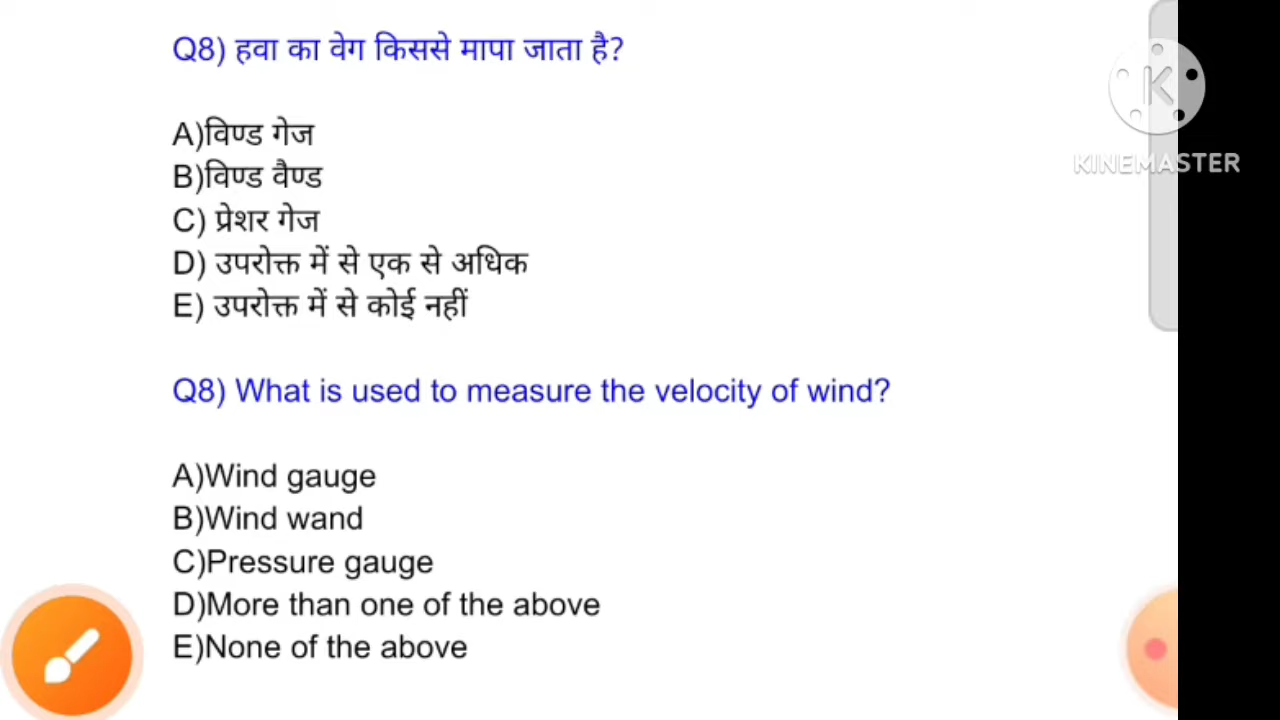 Q8) हवा का वेग किससे मापा जाता है?
A)विण्ड गेज
B)विण्ड वैण्ड
C) प्रेशर गेज
D) उपरोक्त में से एक से अधिक
E) उपरोक्त में से कोई नहीं
Q8) What is used to measure the velocity of wind?
A)Wind gauge
B)Wind wand
C)Pressure gauge
D)More than one of the above
E)None of the above
K
KINEMASTER